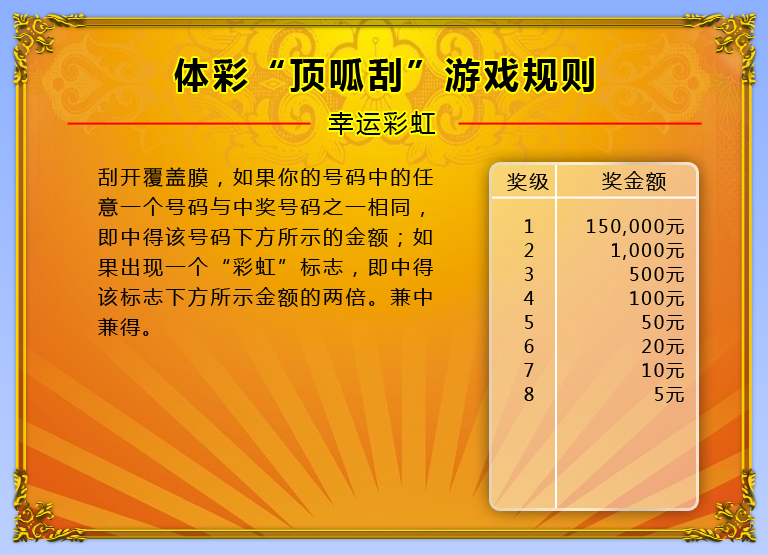 体彩“顶呱刮”游戏规则
幸运彩虹
刮开覆盖膜，如果你的号码中的任
意一个号码与中奖号码之一相同，
即中得该号码下方所示的金额；如
果出现一个“彩虹”标志，即中得
该标志下方所示金额的两倍。兼中
兼得。
奖级 奖金额
1 150,000元
2 1,000元
3 500元
4 100元
5 50元
6 20元
7 10元
8 5元